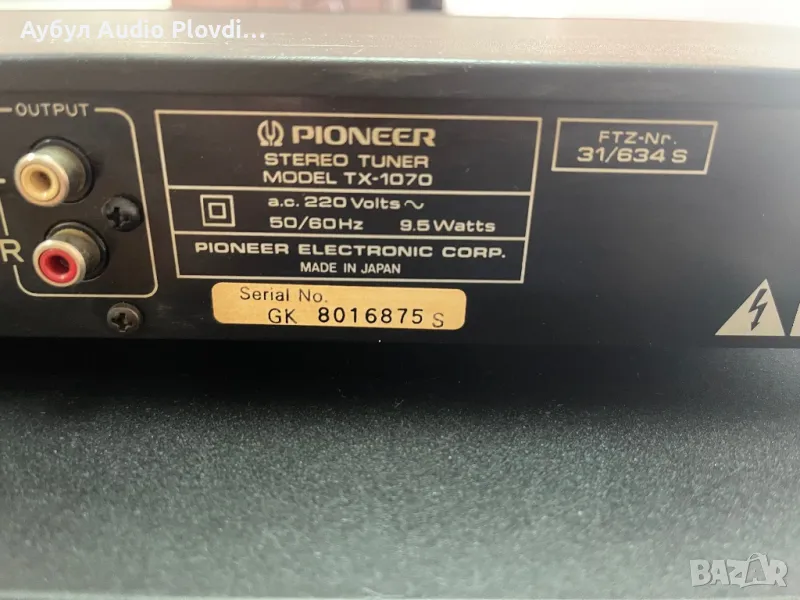 Аубул Audio Plovdi...
OUTPUT
R
PIONEER
STEREO TUNER
MODEL TX-1070
a.c. 220 Volts ~
50/60Hz 9.5 Watts
PIONEER ELECTRONIC CORP.
MADE IN JAPAN
FTZ-Nr.
31/634 S
Serial No.
GK 8016875 S
BAZAR